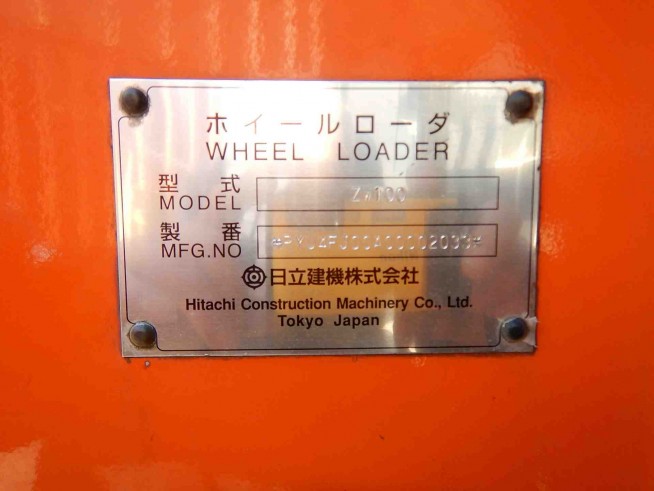 ホイールローダ
WHEEL LOADER
型式
MODEL ZW100
製番
MFG.NO
日立建機株式会社
Hitachi Construction Machinery Co., Ltd.
Tokyo Japan